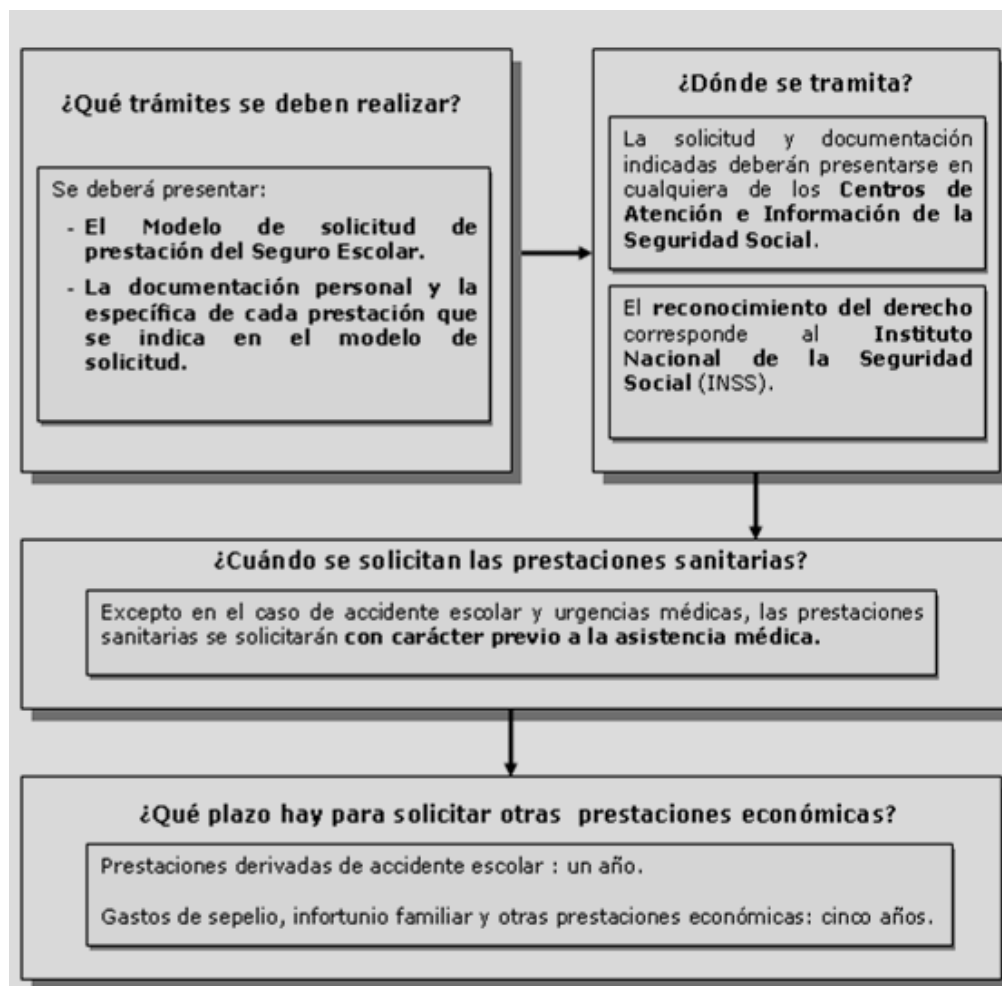 ¿Qué trámites se deben realizar?
Se deberá presentar:
- El Modelo de solicitud de
prestación del Seguro Escolar.
- La documentación personal y la
específica de cada prestación que
se indica en el modelo de
solicitud.
¿Dónde se tramita?
La solicitud y documentación
indicadas deberán presentarse en
cualquiera de los Centros de
Atención e Información de la
Seguridad Social.
El reconocimiento del derecho
corresponde al Instituto
Nacional de la Seguridad
Social (INSS).
¿Cuándo se solicitan las prestaciones sanitarias?
Excepto en el caso de accidente escolar y urgencias médicas, las prestaciones
sanitarias se solicitarán con carácter previo a la asistencia médica.
¿Qué plazo hay para solicitar otras prestaciones económicas?
Prestaciones derivadas de accidente escolar : un año.
Gastos de sepelio, infortunio familiar y otras prestaciones económicas: cinco años.